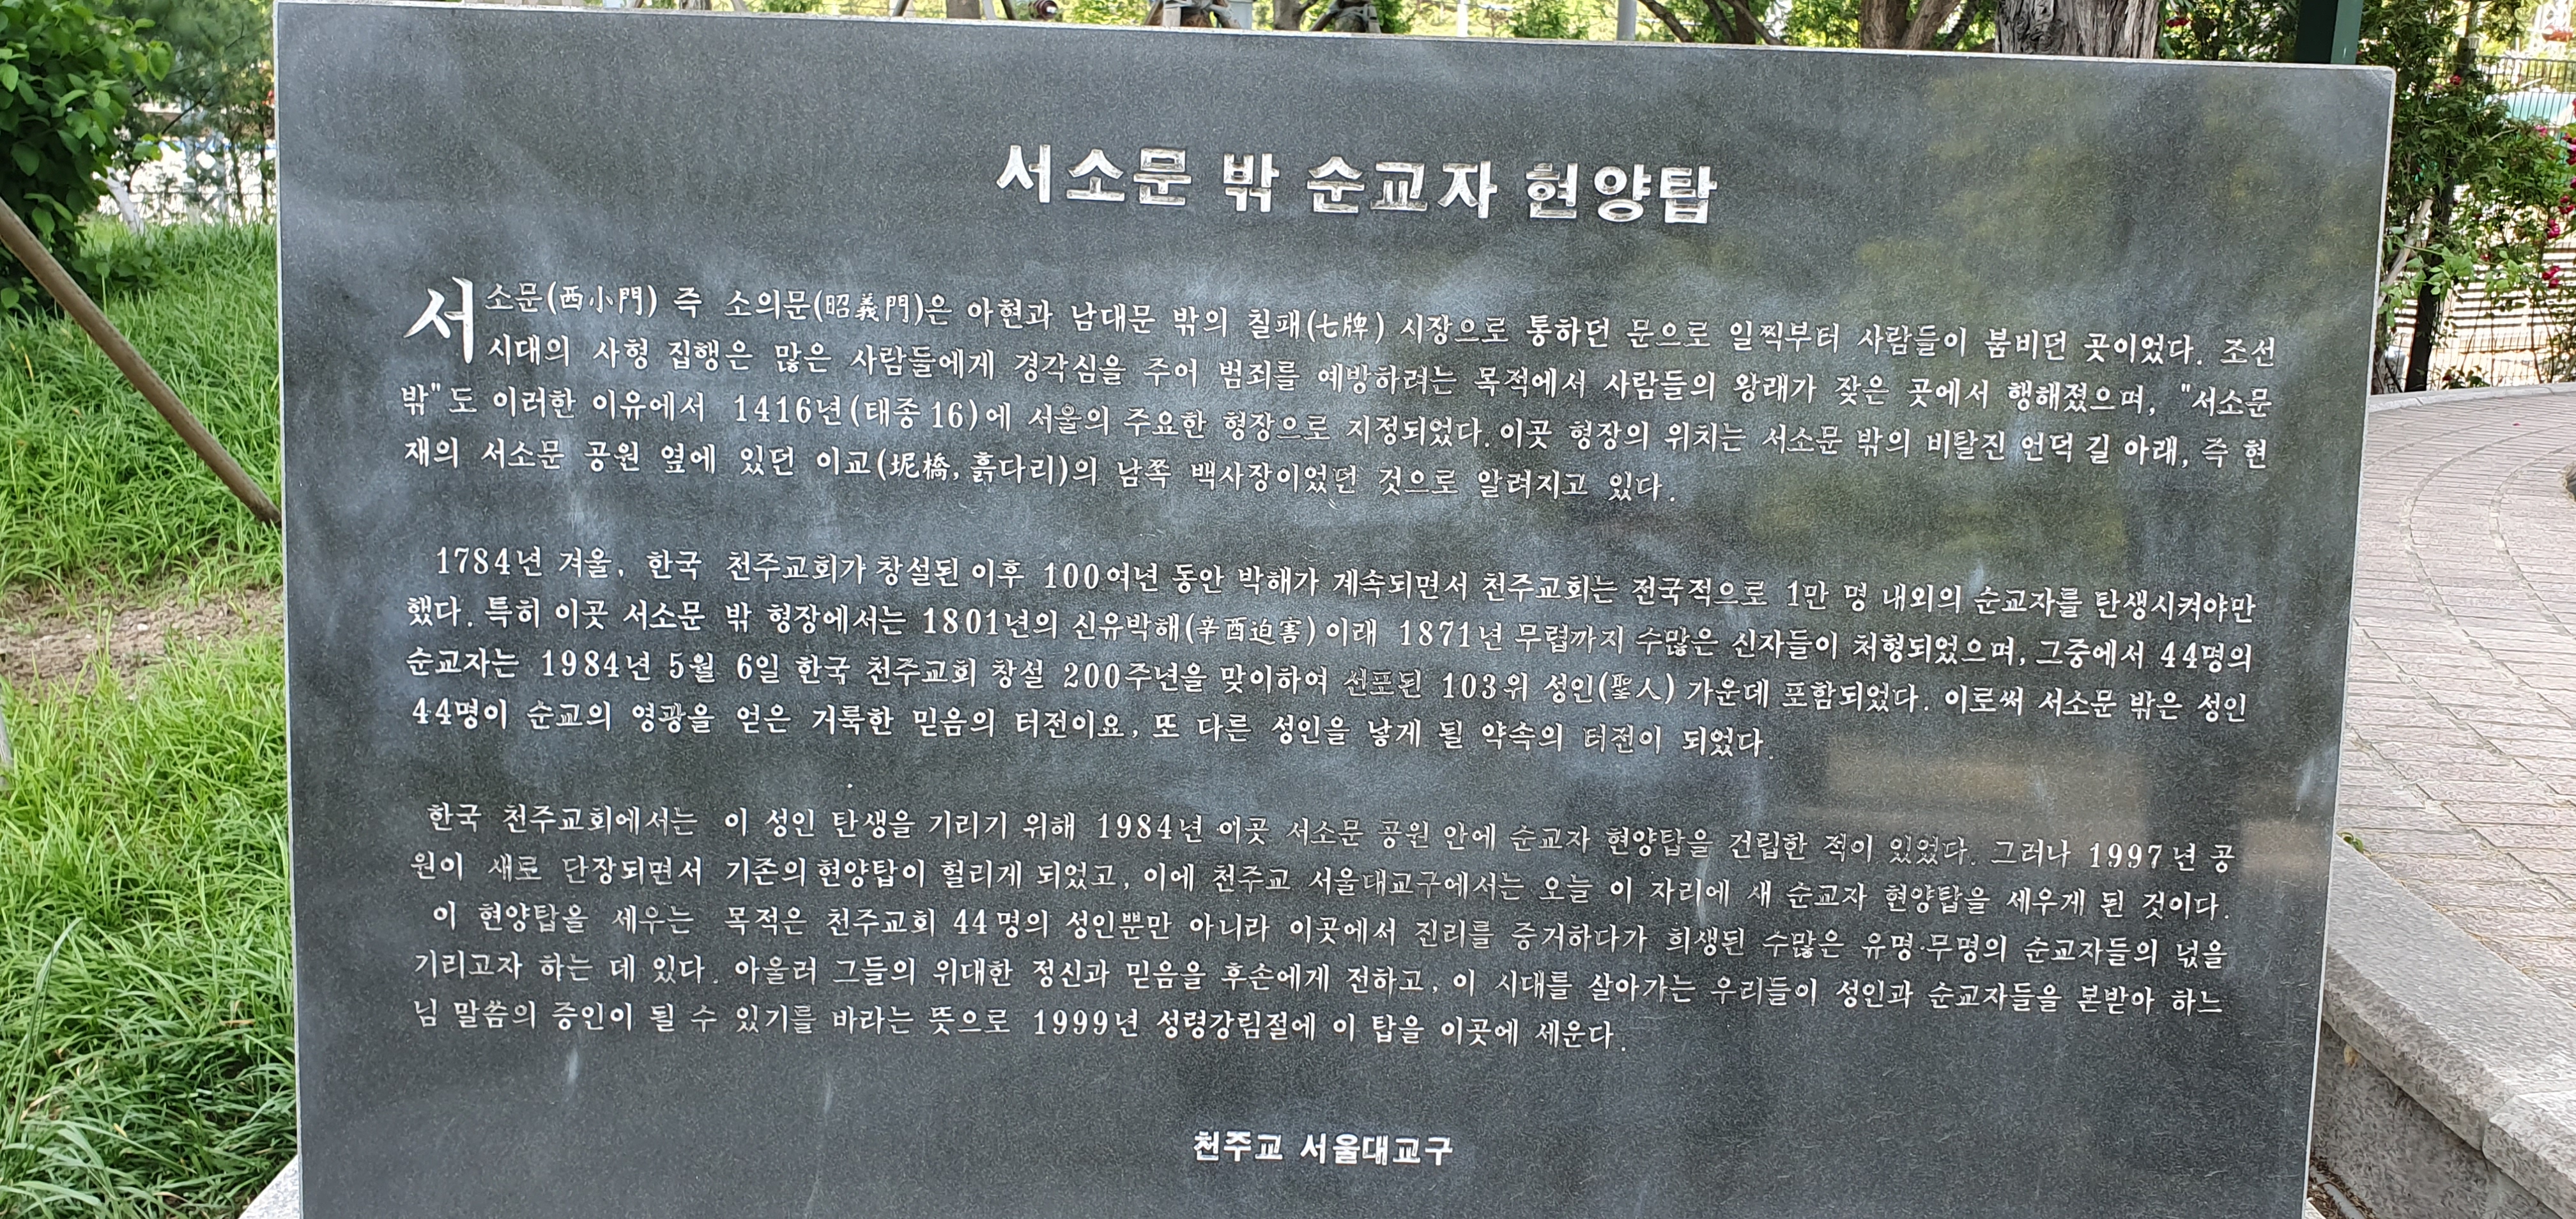 서소문 밖 순교자 현양탑
서소문(西小門) 즉 소의문(昭義門)은 아현과 남대문 밖의 칠패(七牌) 시장으로 통하던 문으로 일찍부터 사람들이 붐비던 곳이었다. 조선
시대의 사형 집행은 많은 사람들에게 경각심을 주어 범죄를 예방하려는 목적에서 사람들의 왕래가 잦은 곳에서 행해졌으며, "서소문
밖"도 이러한 이유에서 1416년(태종 16)에 서울의 주요한 형장으로 지정되었다. 이곳 형장의 위치는 서소문 밖의 비탈진 언덕 길 아래, 즉 현
재의 서소문 공원 옆에 있던 이교(圯橋, 흙다리)의 남쪽 백사장이었던 것으로 알려지고 있다.
1784년 겨울, 한국 천주교회가 창설된 이후 100여년 동안 박해가 계속되면서 천주교회는 전국적으로 1만 명 내외의 순교자를 탄생시켜야만
했다. 특히 이곳 서소문 밖 형장에서는 1801년의 신유박해(辛酉迫害) 이래 1871년 무렵까지 수많은 신자들이 처형되었으며, 그중에서 44명의
순교자는 1984년 5월 6일 한국 천주교회 창설 200주년을 맞이하여 선포된 103위 성인(聖人) 가운데 포함되었다. 이로써 서소문 밖은 성인
44명이 순교의 영광을 얻은 거룩한 믿음의 터전이요, 또 다른 성인을 낳게 될 약속의 터전이 되었다.
한국 천주교회에서는 이 성인 탄생을 기리기 위해 1984년 이곳 서소문 공원 안에 순교자 현양탑을 건립한 적이 있었다. 그러나 1997년 공
원이 새로 단장되면서 기존의 현양탑이 헐리게 되었고, 이에 천주교 서울대교구에서는 오늘 이 자리에 새 순교자 현양탑을 세우게 된 것이다.
이 현양탑을 세우는 목적은 천주교회 44명의 성인뿐만 아니라 이곳에서 진리를 증거하다가 희생된 수많은 유명·무명의 순교자들의 넋을
기리고자 하는 데 있다. 아울러 그들의 위대한 정신과 믿음을 후손에게 전하고, 이 시대를 살아가는 우리들이 성인과 순교자들을 본받아 하느
님 말씀의 증인이 될 수 있기를 바라는 뜻으로 1999년 성령강림절에 이 탑을 이곳에 세운다.
천주교 서울대교구